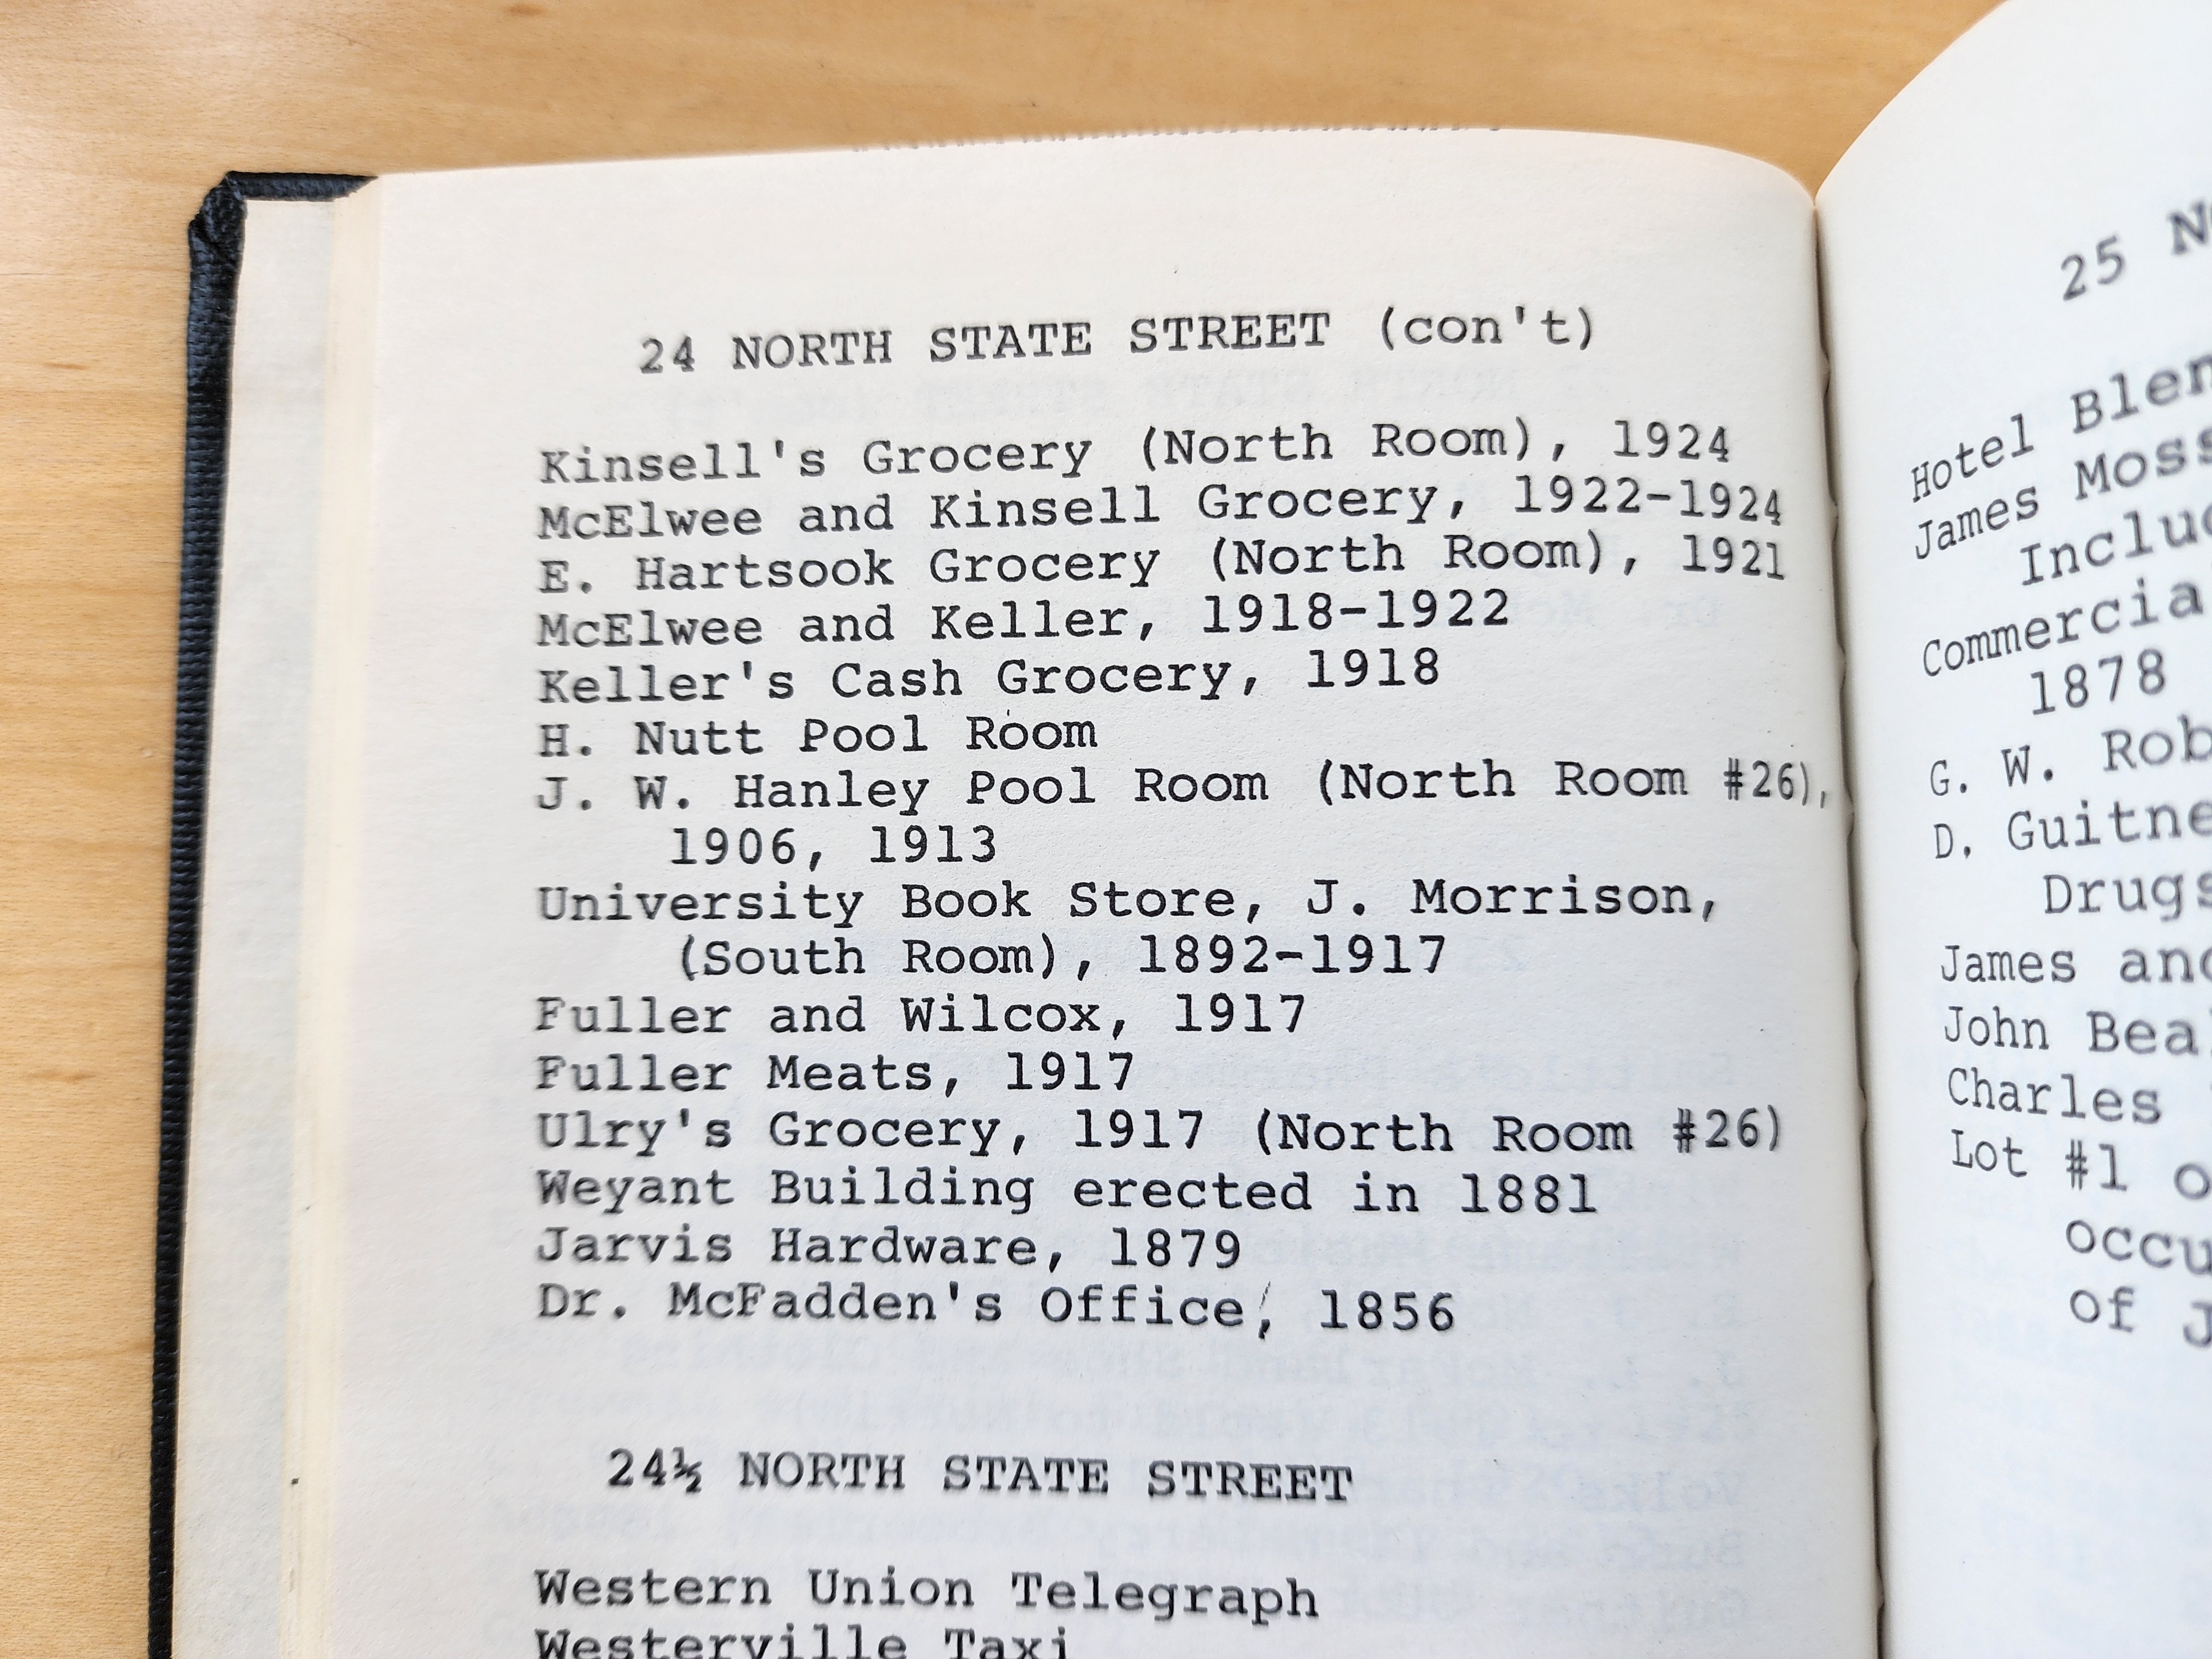 24 NORTH STATE STREET (con't)
Kinsell's Grocery (North Room), 1924
McElwee and Kinsell Grocery, 1922-1924
E. Hartsook Grocery (North Room), 1921
McElwee and Keller, 1918-1922
Keller's Cash Grocery, 1918
H. Nutt Pool Room
J. W. Hanley Pool Room (North Room #26),
1906, 1913
University Book Store, J. Morrison,
(South Room), 1892-1917
Fuller and Wilcox, 1917
Fuller Meats, 1917
Ulry's Grocery, 1917 (North Room #26)
Weyant Building erected in 1881
Jarvis Hardware, 1879
Dr. McFadden's Office, 1856
24½ NORTH STATE STREET
Western Union Telegraph
Westerville Taxi
25
Hotel
James
1878
G. W.
D.
Drugs
James
John
Charles
Lot #1
of